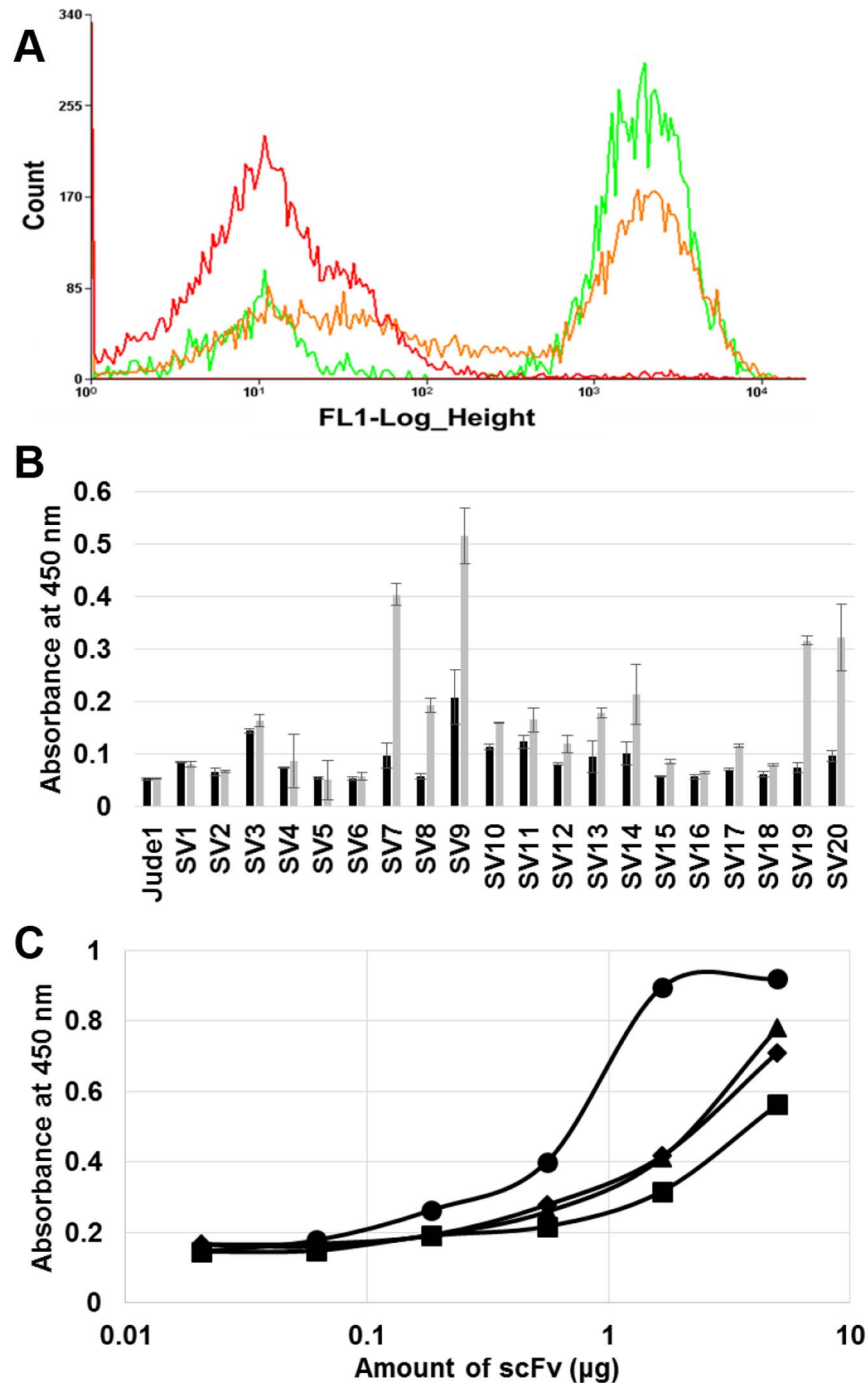 A
340
255
170
85
0
Count
10⁰
10¹
10²
10³
10⁴
FL1-Log_Height
B
0.6
0.5
0.4
0.3
0.2
0.1
0
Absorbance at 450 nm
Jude1
SV1
SV2
SV3
SV4
SV5
SV6
SV7
SV8
SV9
SV10
SV11
SV12
SV13
SV14
SV15
SV16
SV17
SV18
SV19
SV20
C
1
0.8
0.6
0.4
0.2
0
Absorbance at 450 nm
0.01
0.1
1
10
Amount of scFv (µg)